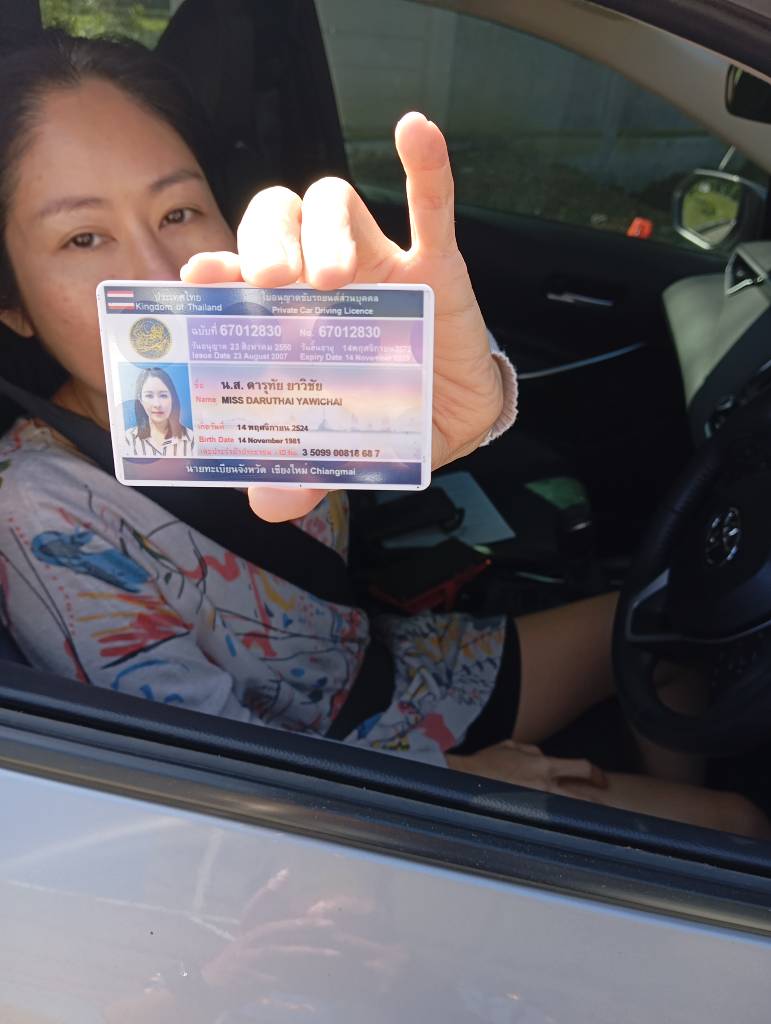 ประเทศไทย
Kingdom of Thailand
ใบอนุญาตขับรถยนต์ส่วนบุคคล
Private Car Driving Licence
ฉบับที่ 67012830 No. 67012830
วันอนุญาต 23 สิงหาคม 2550 วันสิ้นอายุ 14พฤศจิกายน
Issue Date 23 August 2007 Expiry Date 14 November
ชื่อ น.ส. ดารุทัย ยาวิชัย
Name MISS DARUTHAI YAWICHAI
เกิดวันที่ 14 พฤศจิกายน 2524
Birth Date 14 November 1981
เลขประจำตัวประชาชน - ID No. 3 5099 00818 68 7
นายทะเบียนจังหวัด เชียงใหม่ Chiangmai